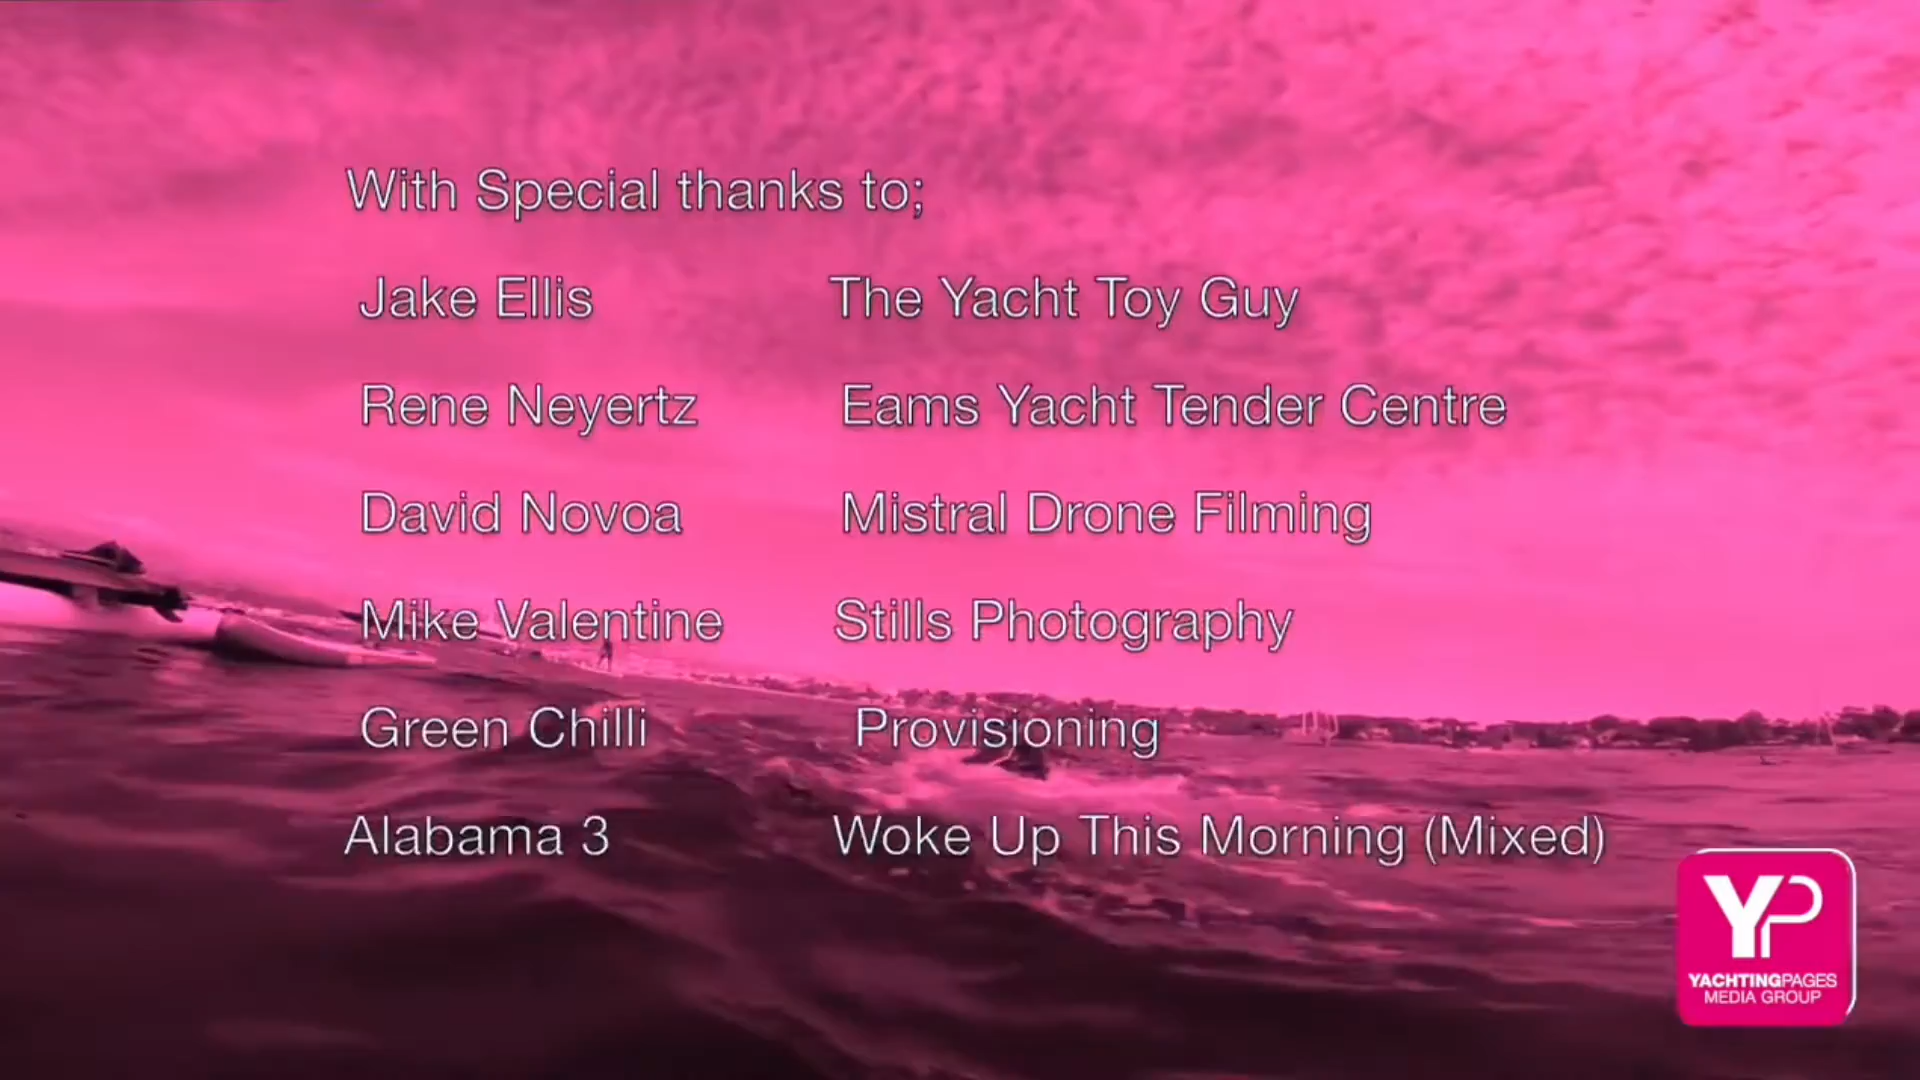 With Special thanks to;
Jake Ellis The Yacht Toy Guy
Rene Neyertz Eams Yacht Tender Centre
David Novoa Mistral Drone Filming
Mike Valentine Stills Photography
Green Chilli Provisioning
Alabama 3 Woke Up This Morning (Mixed)
YP
YACHTINGPAGES
MEDIA GROUP